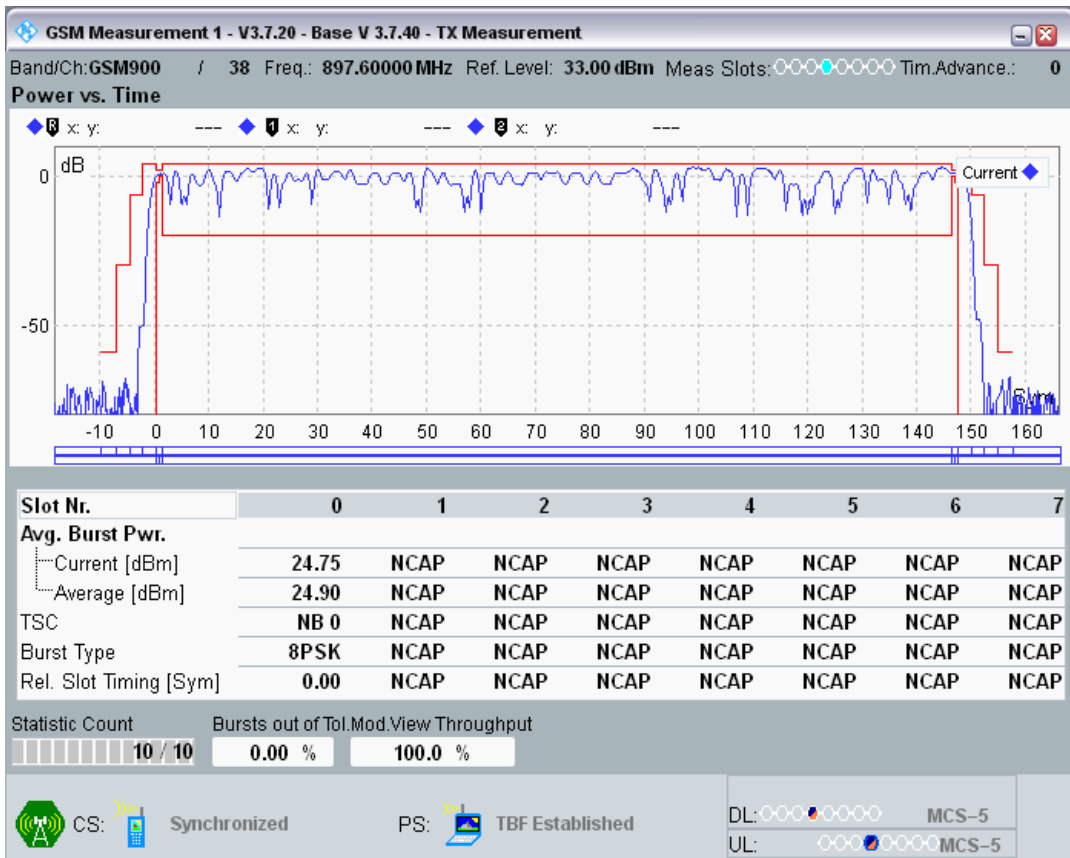 GSM Measurement 1 - V3.7.20 - Base V 3.7.40 - TX Measurement
Band/Ch:GSM900 / 38 Freq.: 897.60000 MHz Ref. Level: 33.00 dBm Meas Slots: Tim.Advance.: 0
Power vs. Time
R x: y: --- 1 x: y: --- 2 x: y: ---
dB
Current
0
-50
Sym
-10 0 10 20 30 40 50 60 70 80 90 100 110 120 130 140 150 160
Slot Nr. 0 1 2 3 4 5 6 7
Avg. Burst Pwr.
Current [dBm] 24.75 NCAP NCAP NCAP NCAP NCAP NCAP NCAP
Average [dBm] 24.90 NCAP NCAP NCAP NCAP NCAP NCAP NCAP
TSC NB 0 NCAP NCAP NCAP NCAP NCAP NCAP NCAP
Burst Type 8PSK NCAP NCAP NCAP NCAP NCAP NCAP NCAP
Rel. Slot Timing [Sym] 0.00 NCAP NCAP NCAP NCAP NCAP NCAP NCAP
Statistic Count Bursts out of Tol.Mod.View Throughput
10 / 10 0.00 % 100.0 %
CS: Synchronized PS: TBF Established DL: MCS-5
UL: MCS-5